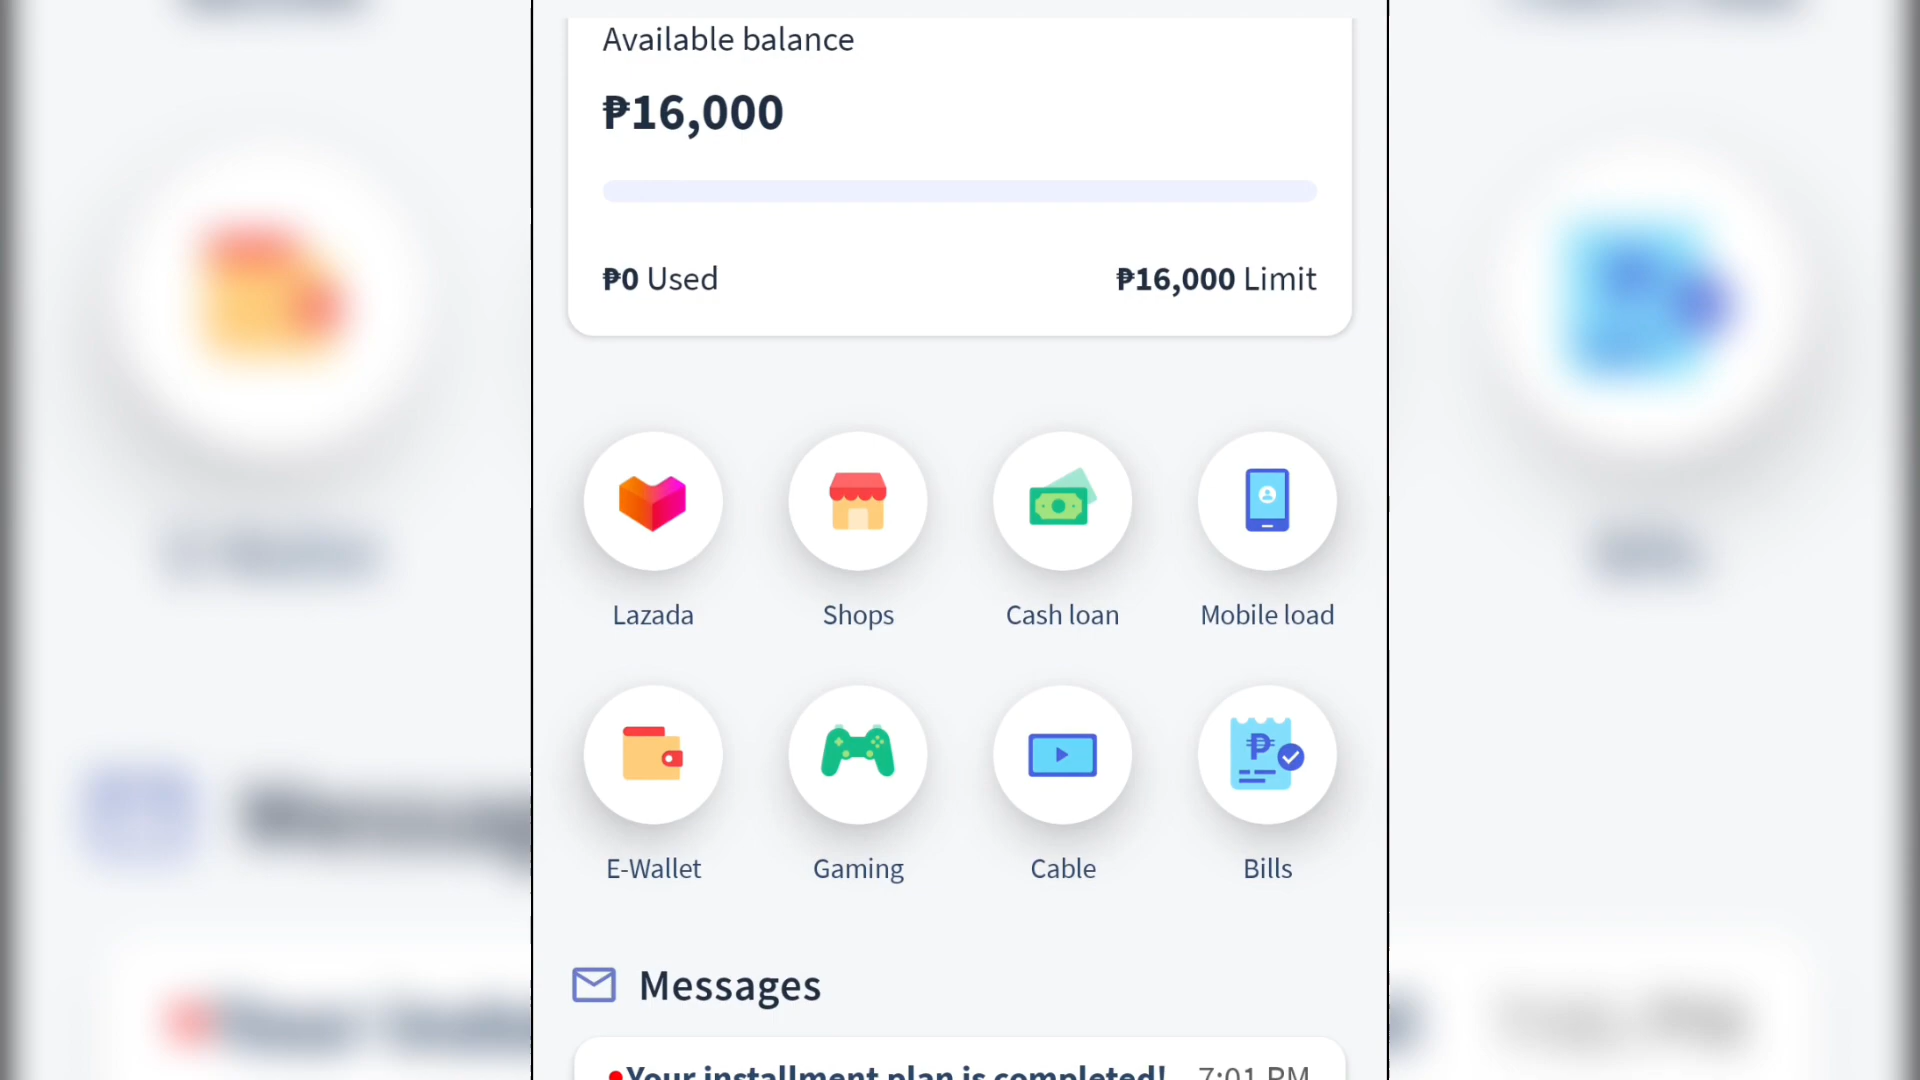 Available balance
₱16,000
₱0 Used ₱16,000 Limit
Lazada Shops Cash loan Mobile load
₱
E-Wallet Gaming Cable Bills
Messages
Your installment plan is completed! 7:01 PM